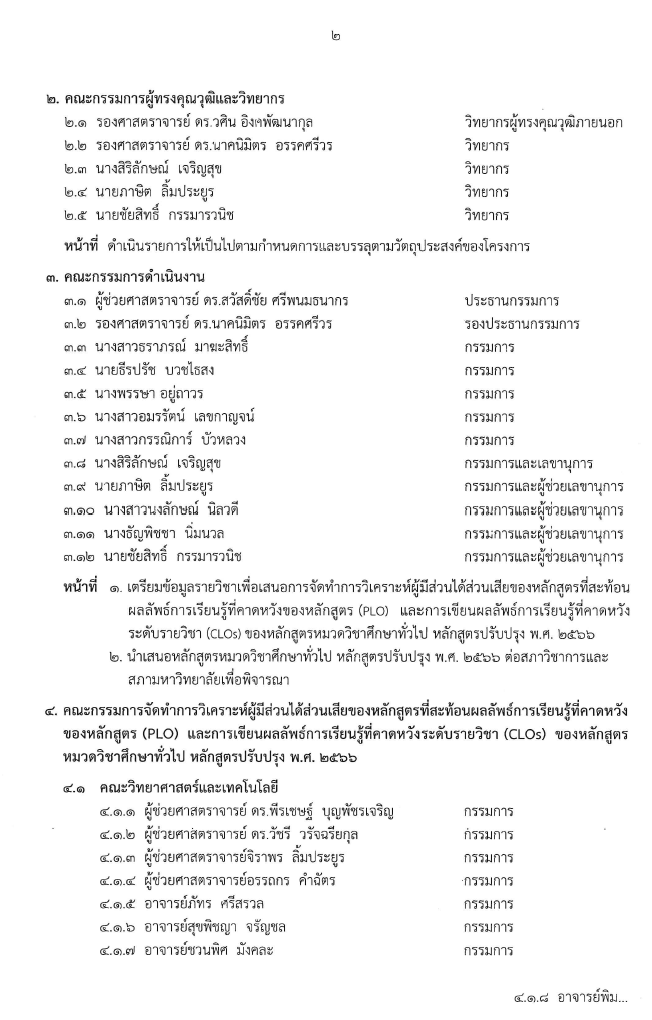 ๒
๒. คณะกรรมการผู้ทรงคุณวุฒิและวิทยากร
๒.๑ รองศาสตราจารย์ ดร.วศิน อิงคพัฒนากุล วิทยากรผู้ทรงคุณวุฒิภายนอก
๒.๒ รองศาสตราจารย์ ดร.นาคนิมิตร อรรคศรีวร วิทยากร
๒.๓ นางสิริลักษณ์ เจริญสุข วิทยากร
๒.๔ นายภาษิต ลิ้มประยูร วิทยากร
๒.๕ นายชัยสิทธิ์ กรรมารวนิช วิทยากร
หน้าที่ ดำเนินรายการให้เป็นไปตามกำหนดการและบรรลุตามวัตถุประสงค์ของโครงการ
๓. คณะกรรมการดำเนินงาน
๓.๑ ผู้ช่วยศาสตราจารย์ ดร.สวัสดิ์ชัย ศรีพนมธนากร ประธานกรรมการ
๓.๒ รองศาสตราจารย์ ดร.นาคนิมิตร อรรคศรีวร รองประธานกรรมการ
๓.๓ นางสาวธราภรณ์ มาฆะสิทธิ์ กรรมการ
๓.๔ นายธีรปรัช บวชไธสง กรรมการ
๓.๕ นางพรรษา อยู่ถาวร กรรมการ
๓.๖ นางสาวอมรรัตน์ เลขกาญจน์ กรรมการ
๓.๗ นางสาวกรรณิการ์ บัวหลวง กรรมการ
๓.๘ นางสิริลักษณ์ เจริญสุข กรรมการและเลขานุการ
๓.๙ นายภาษิต ลิ้มประยูร กรรมการและผู้ช่วยเลขานุการ
๓.๑๐ นางสาวนงลักษณ์ นิลวดี กรรมการและผู้ช่วยเลขานุการ
๓.๑๑ นางธัญพิชชา นิ่มนวล กรรมการและผู้ช่วยเลขานุการ
๓.๑๒ นายชัยสิทธิ์ กรรมารวนิช กรรมการและผู้ช่วยเลขานุการ
หน้าที่ ๑. เตรียมข้อมูลรายวิชาเพื่อเสนอการจัดทำการวิเคราะห์ผู้มีส่วนได้ส่วนเสียของหลักสูตรที่สะท้อน
ผลลัพธ์การเรียนรู้ที่คาดหวังของหลักสูตร (PLO) และการเขียนผลลัพธ์การเรียนรู้ที่คาดหวัง
ระดับรายวิชา (CLOs) ของหลักสูตรหมวดวิชาศึกษาทั่วไป หลักสูตรปรับปรุง พ.ศ. ๒๕๖๖
๒. นำเสนอหลักสูตรหมวดวิชาศึกษาทั่วไป หลักสูตรปรับปรุง พ.ศ. ๒๕๖๖ ต่อสภาวิชาการและ
สภามหาวิทยาลัยเพื่อพิจารณา
๔. คณะกรรมการจัดทำการวิเคราะห์ผู้มีส่วนได้ส่วนเสียของหลักสูตรที่สะท้อนผลลัพธ์การเรียนรู้ที่คาดหวัง
ของหลักสูตร (PLO) และการเขียนผลลัพธ์การเรียนรู้ที่คาดหวังระดับรายวิชา (CLOs) ของหลักสูตร
หมวดวิชาศึกษาทั่วไป หลักสูตรปรับปรุง พ.ศ. ๒๕๖๖
๔.๑ คณะวิทยาศาสตร์และเทคโนโลยี
๔.๑.๑ ผู้ช่วยศาสตราจารย์ ดร.พีรเชษฐ์ บุญพัชรเจริญ กรรมการ
๔.๑.๒ ผู้ช่วยศาสตราจารย์ ดร.วัชรี วรัจฉรียกุล กรรมการ
๔.๑.๓ ผู้ช่วยศาสตราจารย์จิราพร ลิ้มประยูร กรรมการ
๔.๑.๔ ผู้ช่วยศาสตราจารย์อรรถกร คำฉัตร กรรมการ
๔.๑.๕ อาจารย์ภัทร ศรีสรวล กรรมการ
๔.๑.๖ อาจารย์สุขพิชญา จรัญชล กรรมการ
๔.๑.๗ อาจารย์ชวนพิศ มังคละ กรรมการ
๔.๑.๘ อาจารย์พิม...